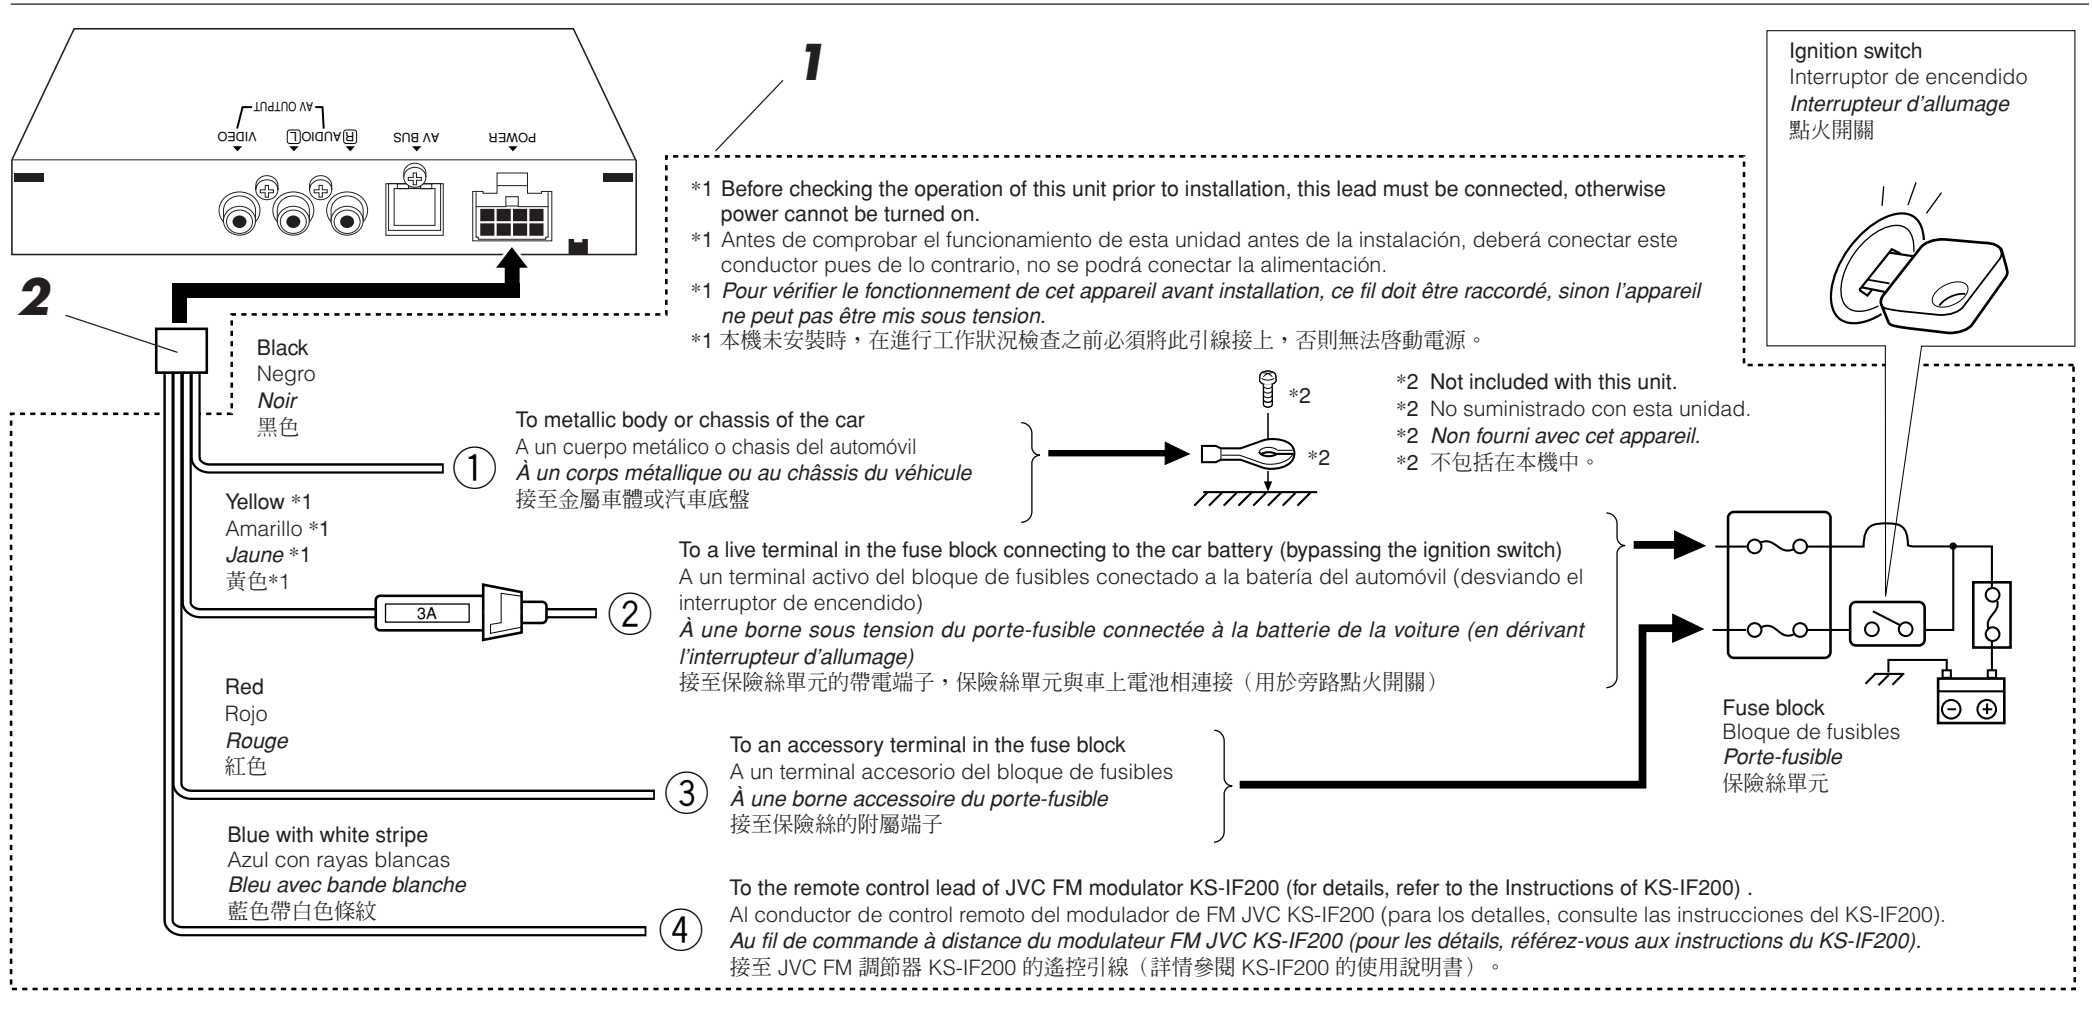 1
Ignition switch
Interruptor de encendido
Interrupteur d'allumage
點火開關
AV OUTPUT
VIDEO
L AUDIO R
AV BUS
POWER
*1 Before checking the operation of this unit prior to installation, this lead must be connected, otherwise
power cannot be turned on.
*1 Antes de comprobar el funcionamiento de esta unidad antes de la instalación, deberá conectar este
conductor pues de lo contrario, no se podrá conectar la alimentación.
*1 Pour vérifier le fonctionnement de cet appareil avant installation, ce fil doit être raccordé, sinon l'appareil
ne peut pas être mis sous tension.
*1 本機未安裝時，在進行工作狀況檢查之前必須將此引線接上，否則無法啓動電源。
2
Black
Negro
Noir
黑色
1
To metallic body or chassis of the car
A un cuerpo metálico o chasis del automóvil
À un corps métallique ou au châssis du véhicule
接至金屬車體或汽車底盤
*2
*2
*2 Not included with this unit.
*2 No suministrado con esta unidad.
*2 Non fourni avec cet appareil.
*2 不包括在本機中。
Yellow *1
Amarillo *1
Jaune *1
黃色*1
3A
2
To a live terminal in the fuse block connecting to the car battery (bypassing the ignition switch)
A un terminal activo del bloque de fusibles conectado a la batería del automóvil (desviando el
interruptor de encendido)
À une borne sous tension du porte-fusible connectée à la batterie de la voiture (en dérivant
l'interrupteur d'allumage)
接至保險絲單元的帶電端子，保險絲單元與車上電池相連接（用於旁路點火開關）
Fuse block
Bloque de fusibles
Porte-fusible
保險絲單元
Red
Rojo
Rouge
紅色
3
To an accessory terminal in the fuse block
A un terminal accesorio del bloque de fusibles
À une borne accessoire du porte-fusible
接至保險絲的附屬端子
Blue with white stripe
Azul con rayas blancas
Bleu avec bande blanche
藍色帶白色條紋
4
To the remote control lead of JVC FM modulator KS-IF200 (for details, refer to the Instructions of KS-IF200) .
Al conductor de control remoto del modulador de FM JVC KS-IF200 (para los detalles, consulte las instrucciones del KS-IF200).
Au fil de commande à distance du modulateur FM JVC KS-IF200 (pour les détails, référez-vous aux instructions du KS-IF200).
接至 JVC FM 調節器 KS-IF200 的遙控引線（詳情參閱 KS-IF200 的使用說明書）。